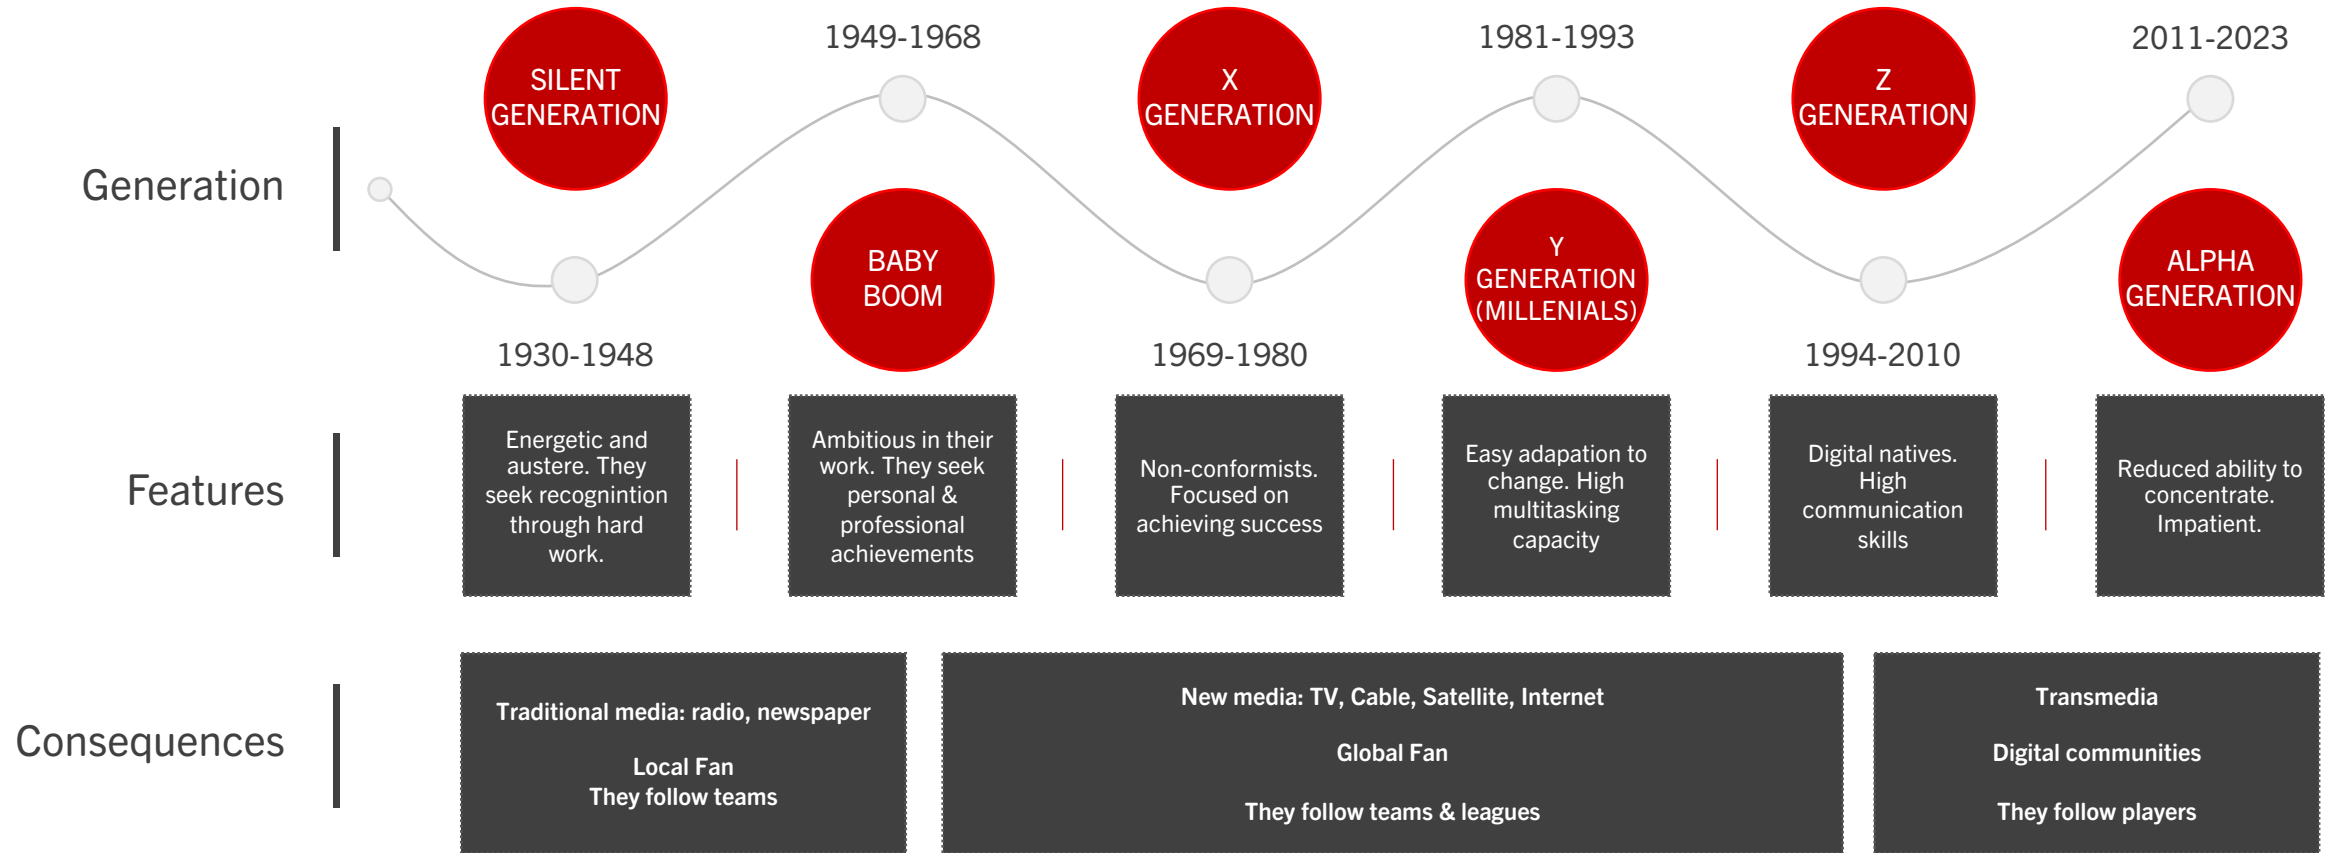 Generation
SILENT
GENERATION
1930-1948
1949-1968
BABY
BOOM
X
GENERATION
1969-1980
1981-1993
Y
GENERATION
(MILLENIALS)
Z
GENERATION
1994-2010
2011-2023
ALPHA
GENERATION
Features
Energetic and
austere. They
seek recognintion
through hard
work.
Ambitious in their
work. They seek
personal &
professional
achievements
Non-conformists.
Focused on
achieving success
Easy adapation to
change. High
multitasking
capacity
Digital natives.
High
communication
skills
Reduced ability to
concentrate.
Impatient.
Consequences
Traditional media: radio, newspaper
Local Fan
They follow teams
New media: TV, Cable, Satellite, Internet
Global Fan
They follow teams & leagues
Transmedia
Digital communities
They follow players